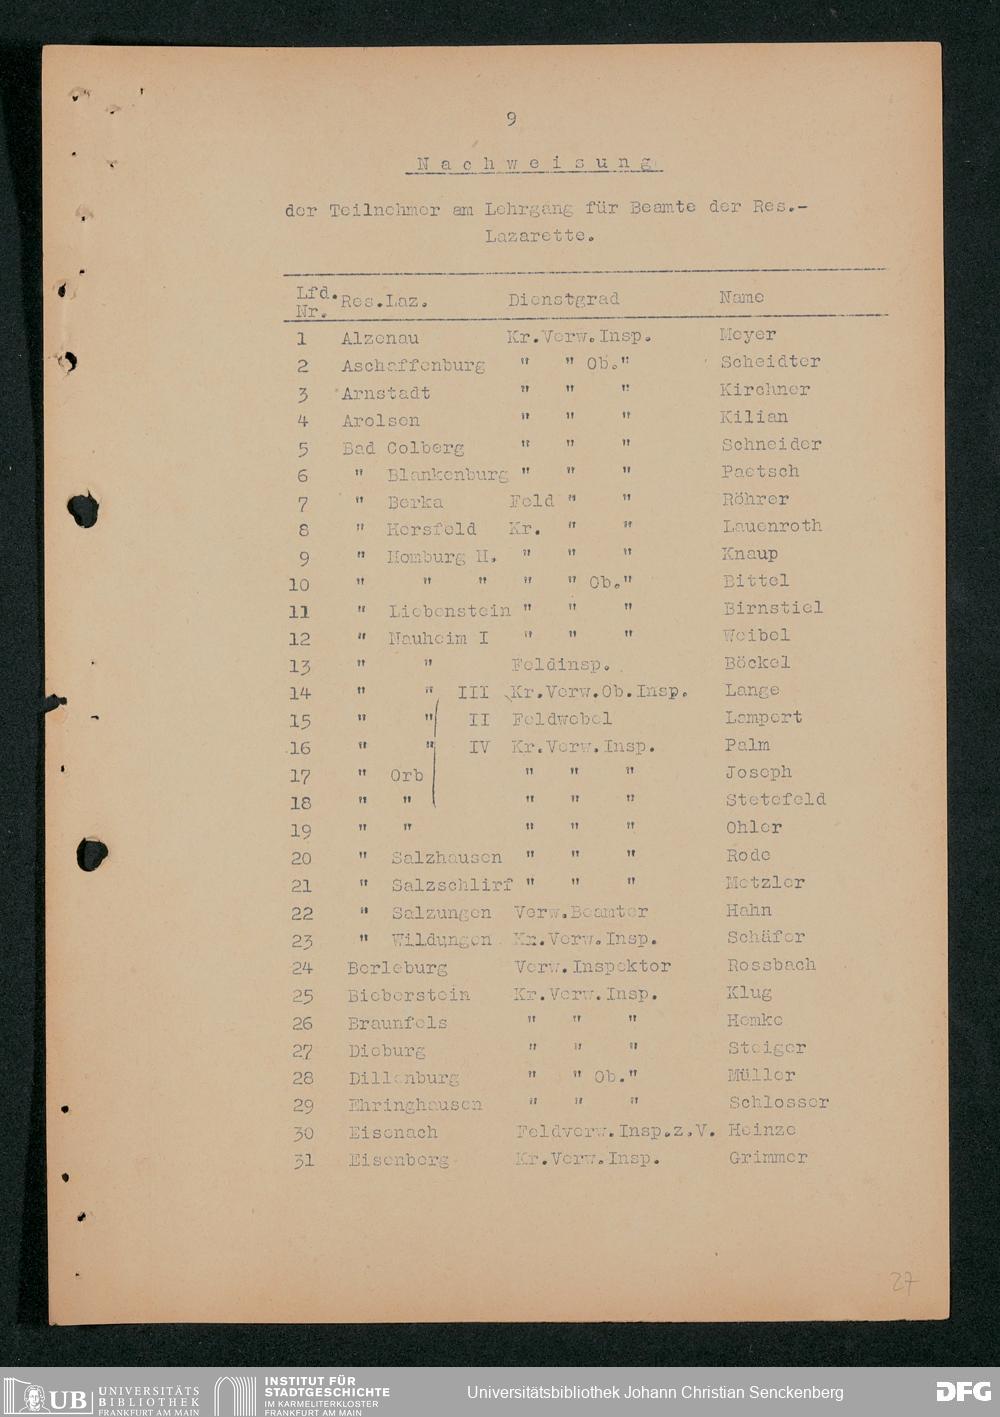 9
Nachweisung
der Teilnehmer am Lehrgang für Beamte der Res.-
Lazarette.
Lfd. Nr. Res.Laz. Dienstgrad Name
1 Alzenau Kr.Verw.Insp. Meyer
2 Aschaffenburg " " Ob." Scheidter
3 Arnstadt " " " Kirchner
4 Arolsen " " " Kilian
5 Bad Colberg " " " Schneider
6 " Blankenburg " " " Paetsch
7 " Berka Feld " " Röhrer
8 " Hersfeld Kr. " " Lauenroth
9 " Homburg H. " " " Knaup
10 " " " " " Ob." Bittel
11 " Liebenstein " " " Birnstiel
12 " Nauheim I " " " Weibel
13 " " Feldinsp. Böckel
14 " " III Kr.Verw.Ob.Insp. Lange
15 " " II Feldwebel Lampert
16 " " IV Kr.Verw.Insp. Palm
17 " Orb " " " Joseph
18 " " " " " Stetefeld
19 " " " " " Ohler
20 " Salzhausen " " " Rode
21 " Salzschlirf " " " Metzler
22 " Salzungen Verw.Beamter Hahn
23 " Wildungen Kr.Verw.Insp. Schäfer
24 Berleburg Verw.Inspektor Rossbach
25 Bieberstein Kr.Verw.Insp. Klug
26 Braunfels " " " Hemke
27 Dieburg " " " Steiger
28 Dillenburg " " Ob." Müller
29 Ehringhausen " " " Schlosser
30 Eisenach Feldverw.Insp.z.V. Heinze
31 Eisenberg Kr.Verw.Insp. Grimmer
27
UB UNIVERSITÄTS BIBLIOTHEK FRANKFURT AM MAIN
INSTITUT FÜR STADTGESCHICHTE IM KARMELITERKLOSTER FRANKFURT AM MAIN
Universitätsbibliothek Johann Christian Senckenberg
DFG